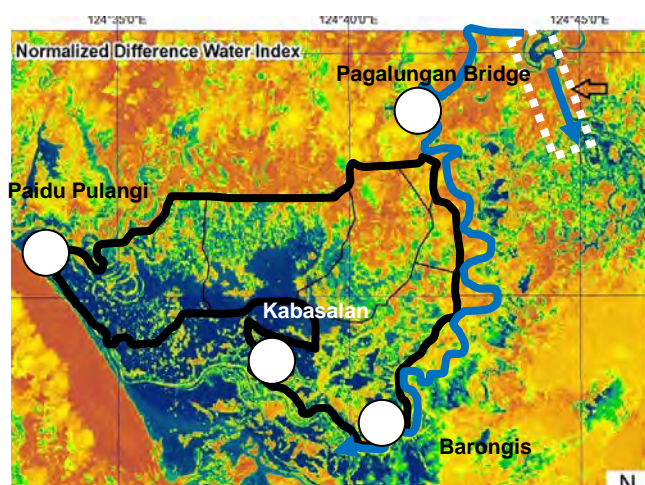 124°35'0"E
124°40'0"E
124°45'0"E
Normalized Difference Water Index
Pagalungan Bridge
Paidu Pulangi
Kabasalan
Barongis
N